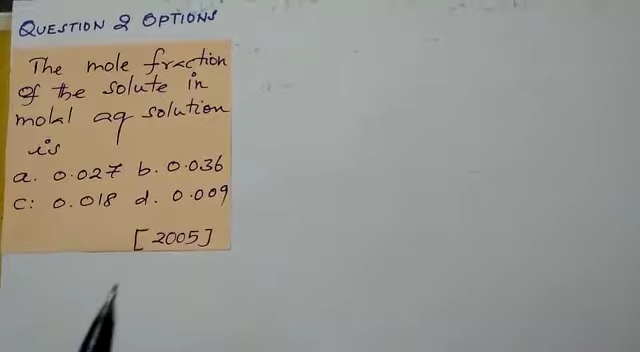 QUESTION 2 OPTIONS
The mole fraction
of the solute in
molal aq solution
is
a. 0.027 b. 0.036
c: 0.018 d. 0.009
[2005]